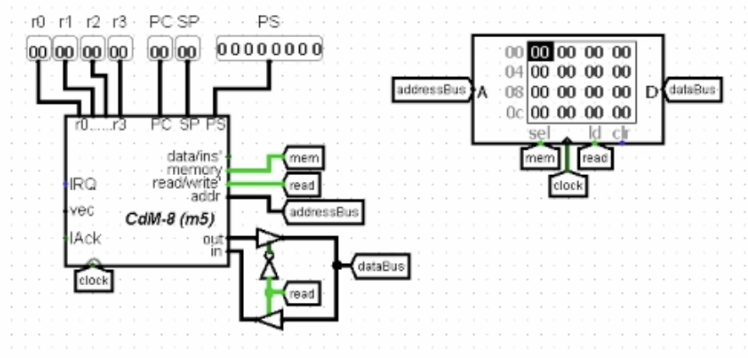 r0 r1 r2 r3 PC SP PS
00 00 00 00 00 00 00000000
r0.....r3 PC SP PS
data/ins'
memory
mem
read/write'
read
IRQ
addr
addressBus
vec
CdM-8 (m5)
IAck
out
in
dataBus
clock
read
00 00 00 00 00
04 00 00 00 00
addressBus
A
D
dataBus
08 00 00 00 00
0c 00 00 00 00
sel
ld
clr
mem
read
clock